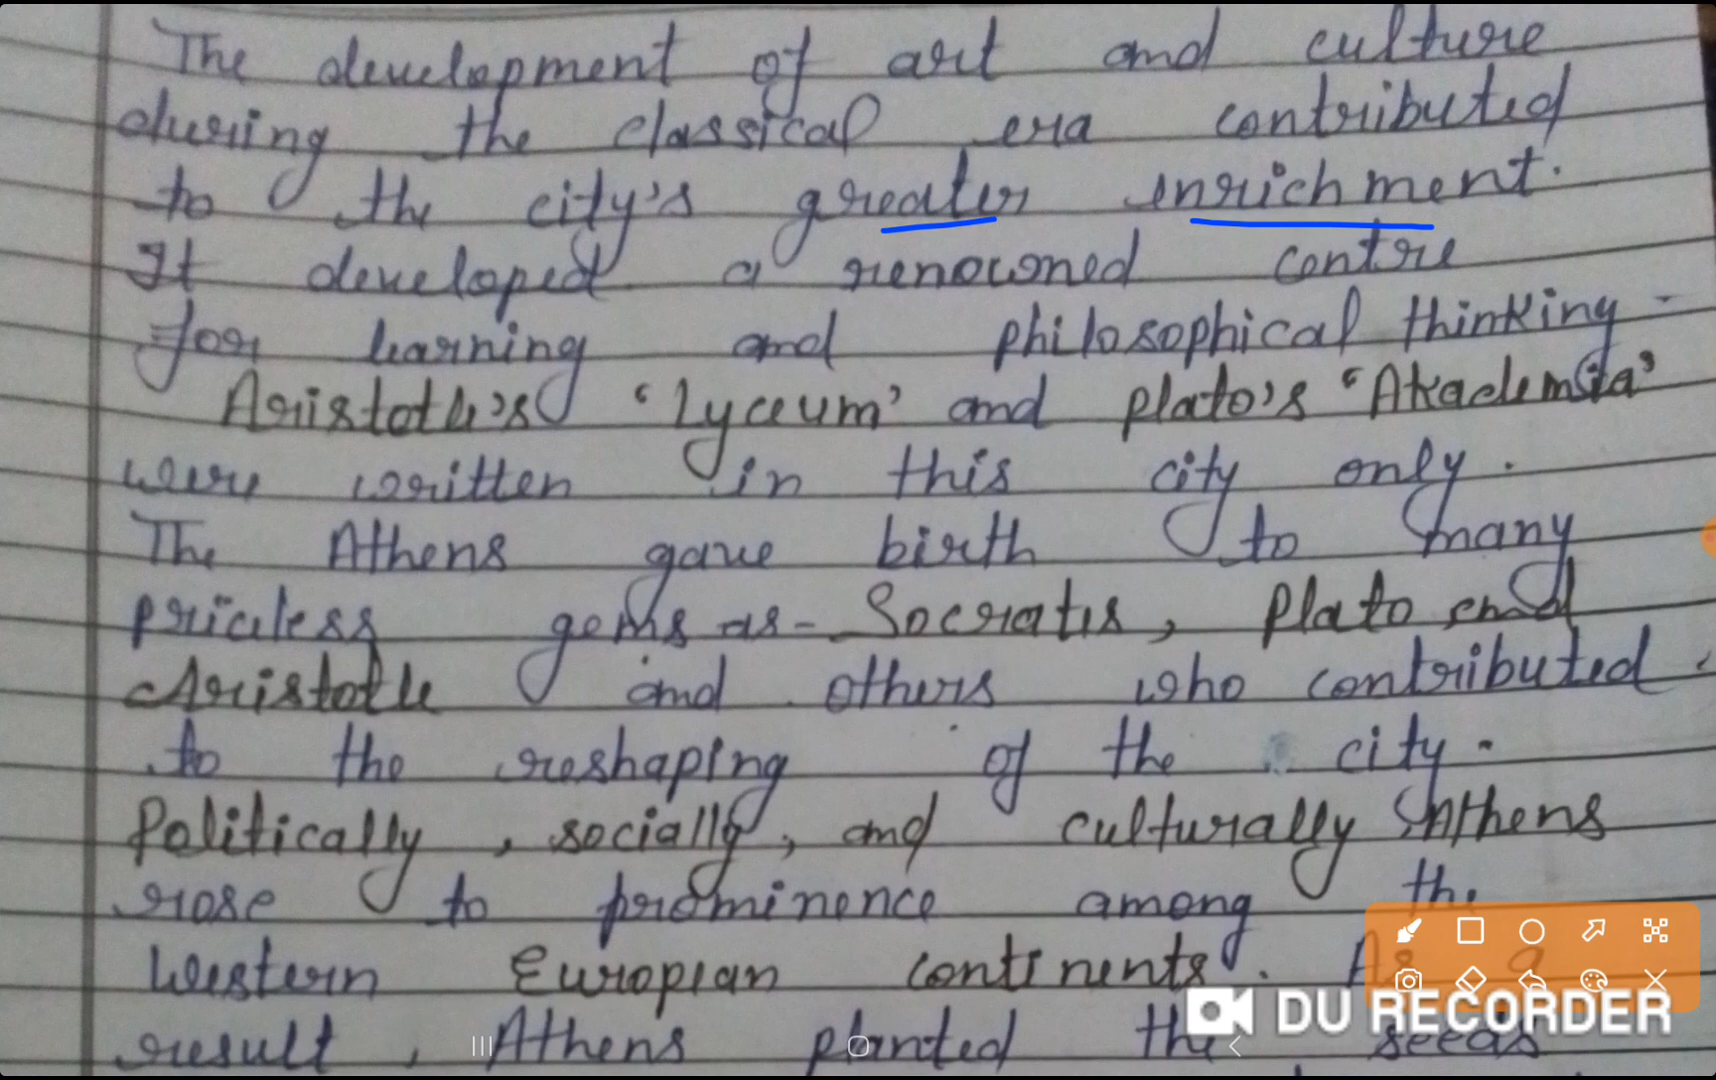 The development of art and culture
during the classical era contributed
to the city's greater enrichment.
It developed a renowned centre
for learning and philosophical thinking.
Aristotle's 'Lyceum' and Plato's 'Akademia'
were written in this city only.
The Athens gave birth to many
priceless gems as - Socrates, Plato and
Aristotle and others who contributed
to the reshaping of the city.
Politically, socially, and culturally Athens
rose to prominence among the
Western European continents. As a
result, Athens planted the seeds
DU RECORDER